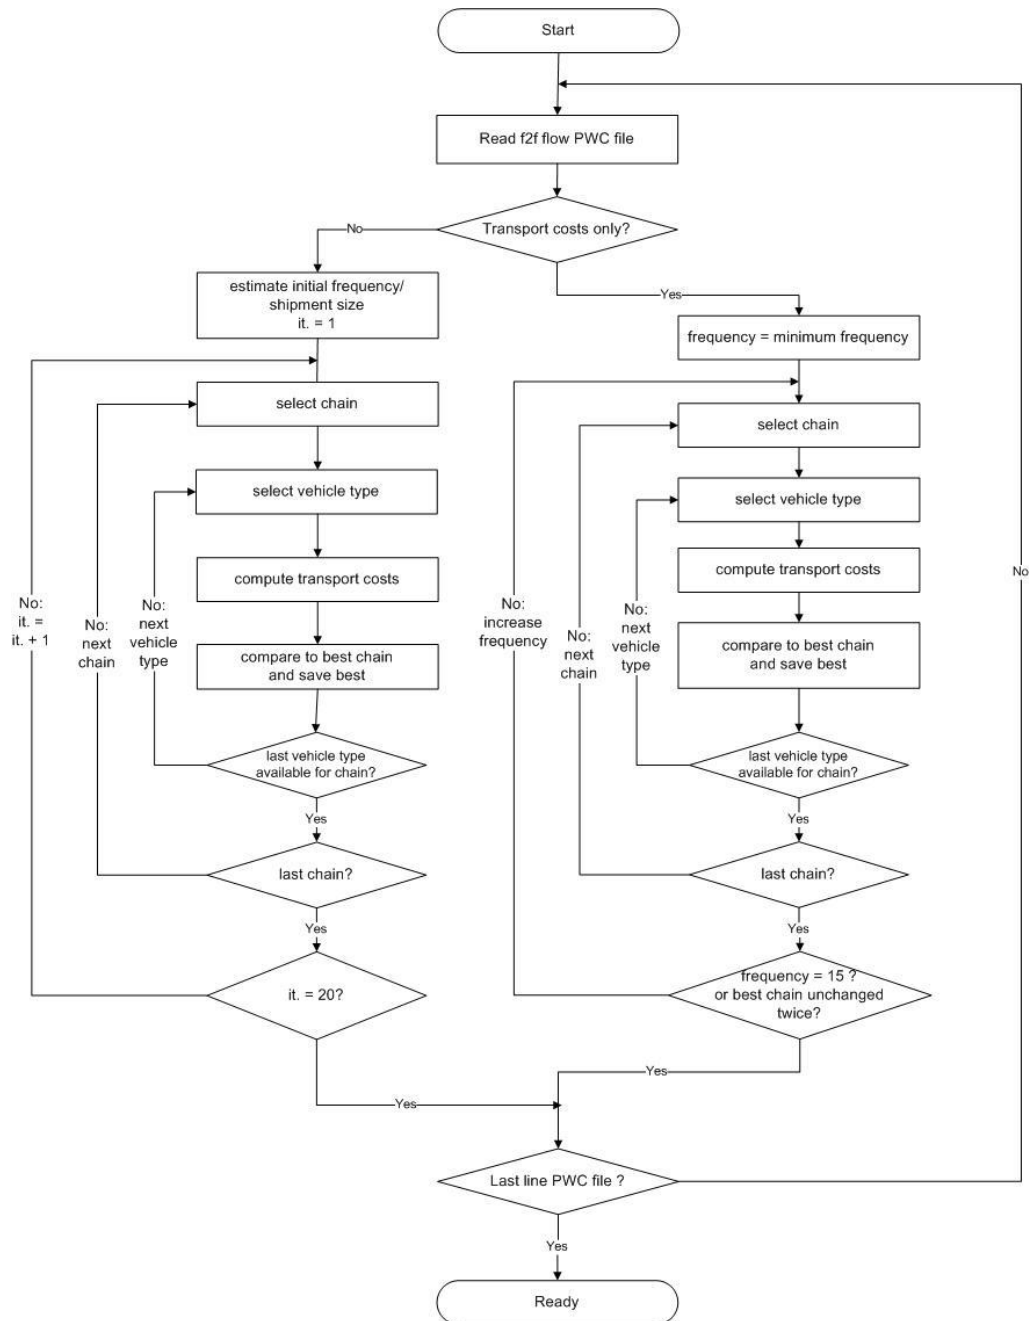 Start
Read f2f flow PWC file
Transport costs only?
No
Yes
estimate initial frequency/
shipment size
it. = 1
select chain
select vehicle type
compute transport costs
compare to best chain
and save best
last vehicle type
available for chain?
Yes
last chain?
Yes
it. = 20?
Yes
No:
it. =
it. + 1
No:
next
chain
No:
next
vehicle
type
frequency = minimum frequency
select chain
select vehicle type
compute transport costs
compare to best chain
and save best
last vehicle type
available for chain?
Yes
last chain?
Yes
frequency = 15 ?
or best chain unchanged
twice?
Yes
No:
increase
frequency
No:
next
chain
No:
next
vehicle
type
No
Last line PWC file ?
Yes
Ready